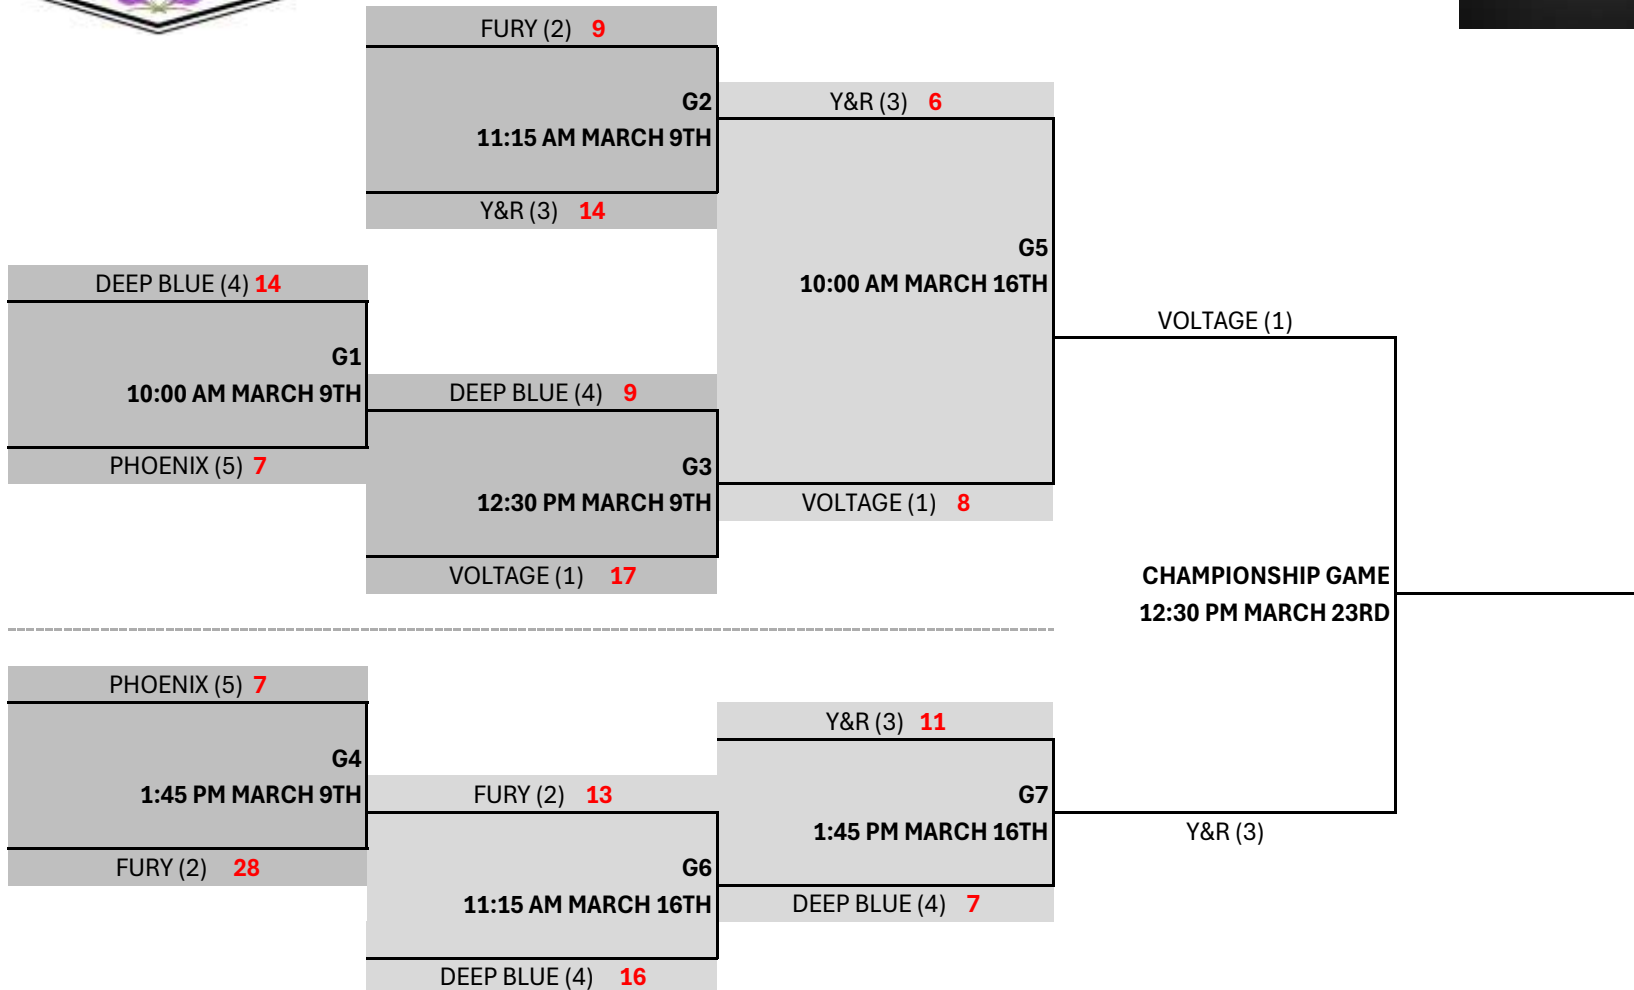 FURY (2) 9
G2
11:15 AM MARCH 9TH
Y&R (3) 14
Y&R (3) 6
G5
10:00 AM MARCH 16TH
DEEP BLUE (4) 14
G1
10:00 AM MARCH 9TH
PHOENIX (5) 7
DEEP BLUE (4) 9
G3
12:30 PM MARCH 9TH
VOLTAGE (1) 17
VOLTAGE (1) 8
VOLTAGE (1)
CHAMPIONSHIP GAME
12:30 PM MARCH 23RD
PHOENIX (5) 7
G4
1:45 PM MARCH 9TH
FURY (2) 28
FURY (2) 13
G6
11:15 AM MARCH 16TH
DEEP BLUE (4) 16
Y&R (3) 11
G7
1:45 PM MARCH 16TH
DEEP BLUE (4) 7
Y&R (3)